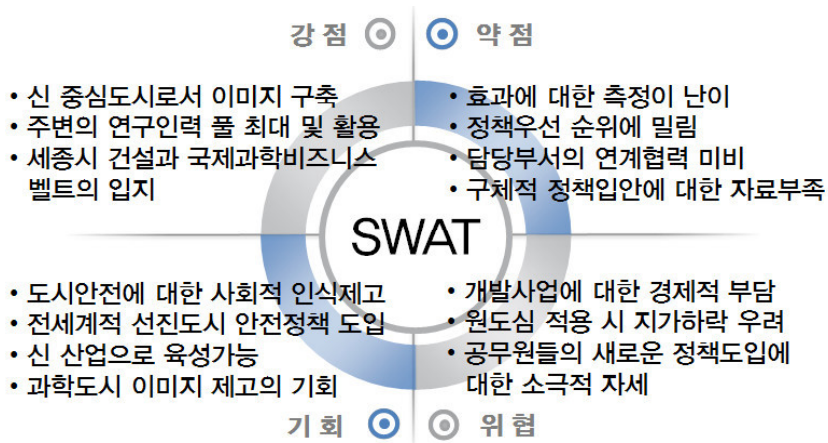 강점
약점
• 신 중심도시로서 이미지 구축
• 주변의 연구인력 풀 최대 및 활용
• 세종시 건설과 국제과학비즈니스
벨트의 입지
• 효과에 대한 측정이 난이
• 정책우선 순위에 밀림
• 담당부서의 연계협력 미비
• 구체적 정책입안에 대한 자료부족
SWAT
• 도시안전에 대한 사회적 인식제고
• 전세계적 선진도시 안전정책 도입
• 신 산업으로 육성가능
• 과학도시 이미지 제고의 기회
• 개발사업에 대한 경제적 부담
• 원도심 적용 시 지가하락 우려
• 공무원들의 새로운 정책도입에
대한 소극적 자세
기회
위협